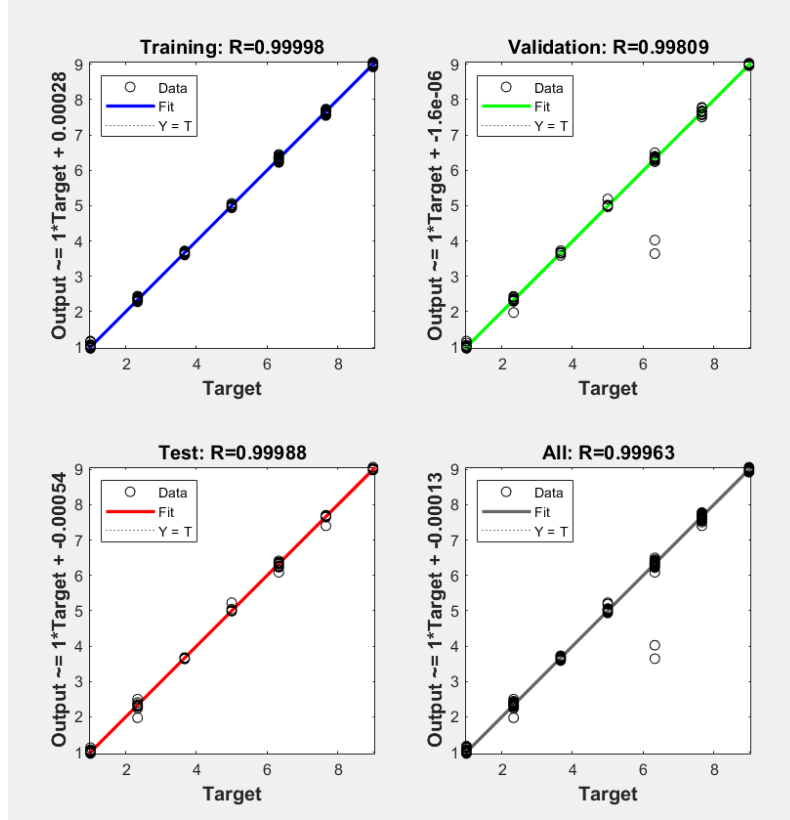 Training: R=0.99998
Output ~= 1*Target + 0.00028
9
8
7
6
5
4
3
2
1
Data
Fit
Y = T
2
4
6
8
Target
Validation: R=0.99809
Output ~= 1*Target + -1.6e-06
9
8
7
6
5
4
3
2
1
Data
Fit
Y = T
2
4
6
8
Target
Test: R=0.99988
Output ~= 1*Target + -0.00054
9
8
7
6
5
4
3
2
1
Data
Fit
Y = T
2
4
6
8
Target
All: R=0.99963
Output ~= 1*Target + -0.00013
9
8
7
6
5
4
3
2
1
Data
Fit
Y = T
2
4
6
8
Target